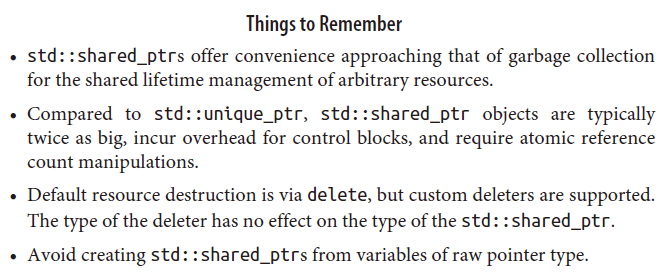 Things to Remember
• std::shared_ptrs offer convenience approaching that of garbage collection
for the shared lifetime management of arbitrary resources.
• Compared to std::unique_ptr, std::shared_ptr objects are typically
twice as big, incur overhead for control blocks, and require atomic reference
count manipulations.
• Default resource destruction is via delete, but custom deleters are supported.
The type of the deleter has no effect on the type of the std::shared_ptr.
• Avoid creating std::shared_ptrs from variables of raw pointer type.